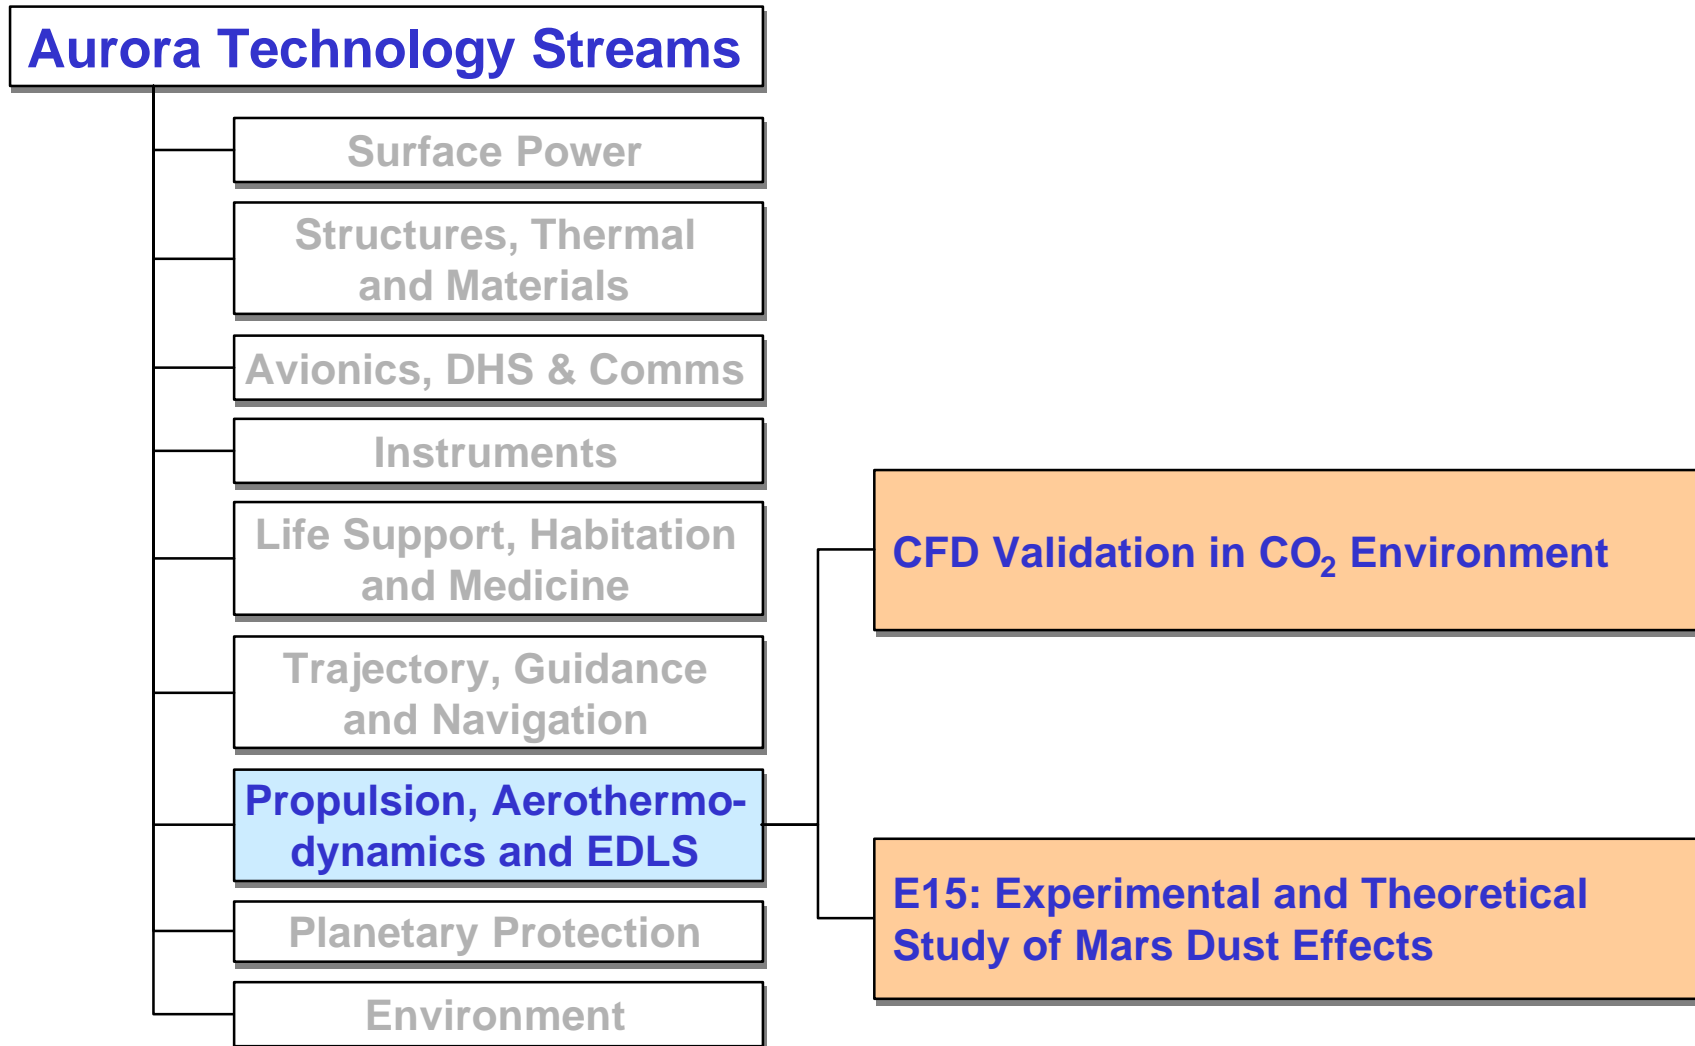 Aurora Technology Streams
Surface Power
Structures, Thermal
and Materials
Avionics, DHS & Comms
Instruments
Life Support, Habitation
and Medicine
Trajectory, Guidance
and Navigation
Propulsion, Aerothermo-
dynamics and EDLS
Planetary Protection
Environment
CFD Validation in CO₂ Environment
E15: Experimental and Theoretical
Study of Mars Dust Effects